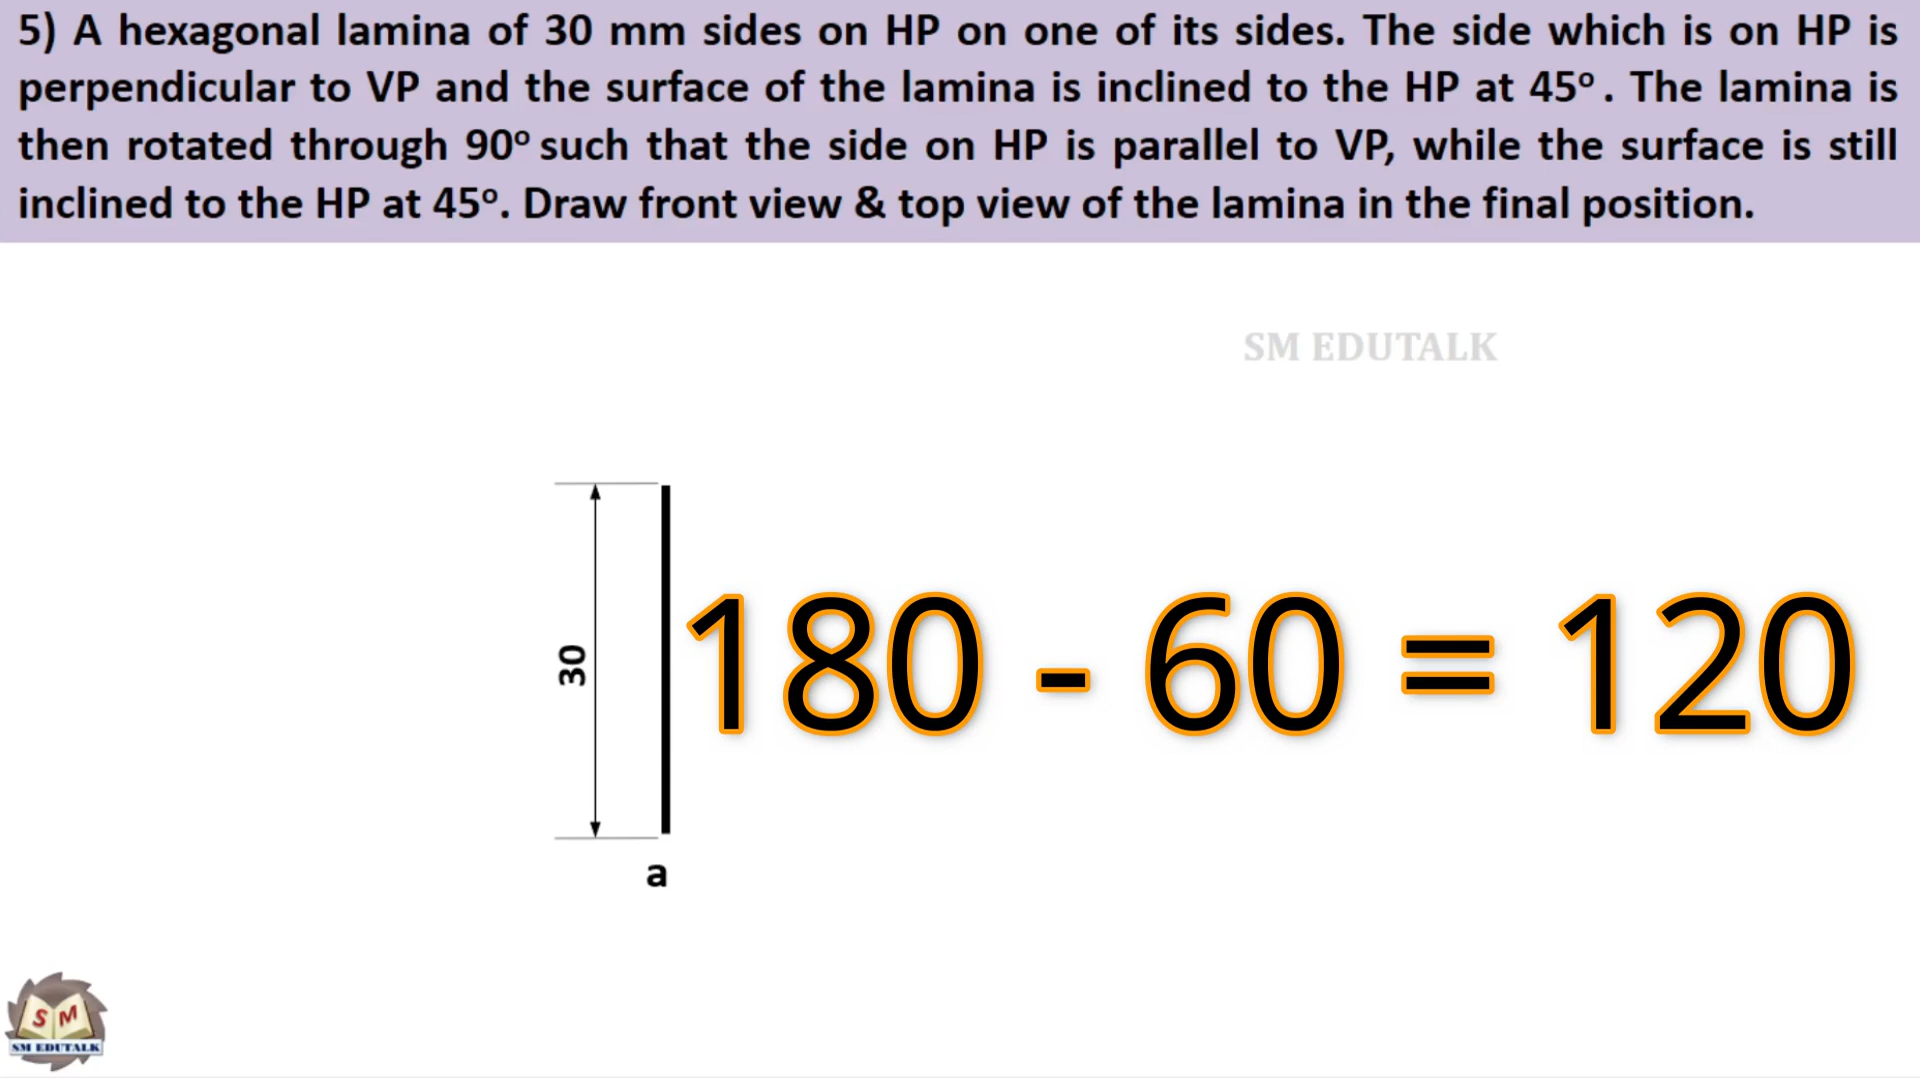 5) A hexagonal lamina of 30 mm sides on HP on one of its sides. The side which is on HP is
perpendicular to VP and the surface of the lamina is inclined to the HP at 45º . The lamina is
then rotated through 90º such that the side on HP is parallel to VP, while the surface is still
inclined to the HP at 45º. Draw front view & top view of the lamina in the final position.
SM EDUTALK
30
180 - 60 = 120
a
S M
SM EDUTALK